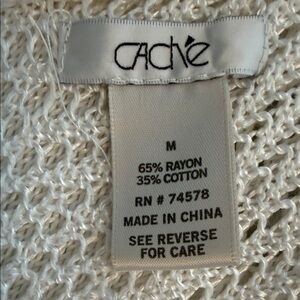 CAChé
M
65% RAYON
35% COTTON
RN # 74578
MADE IN CHINA
SEE REVERSE
FOR CARE